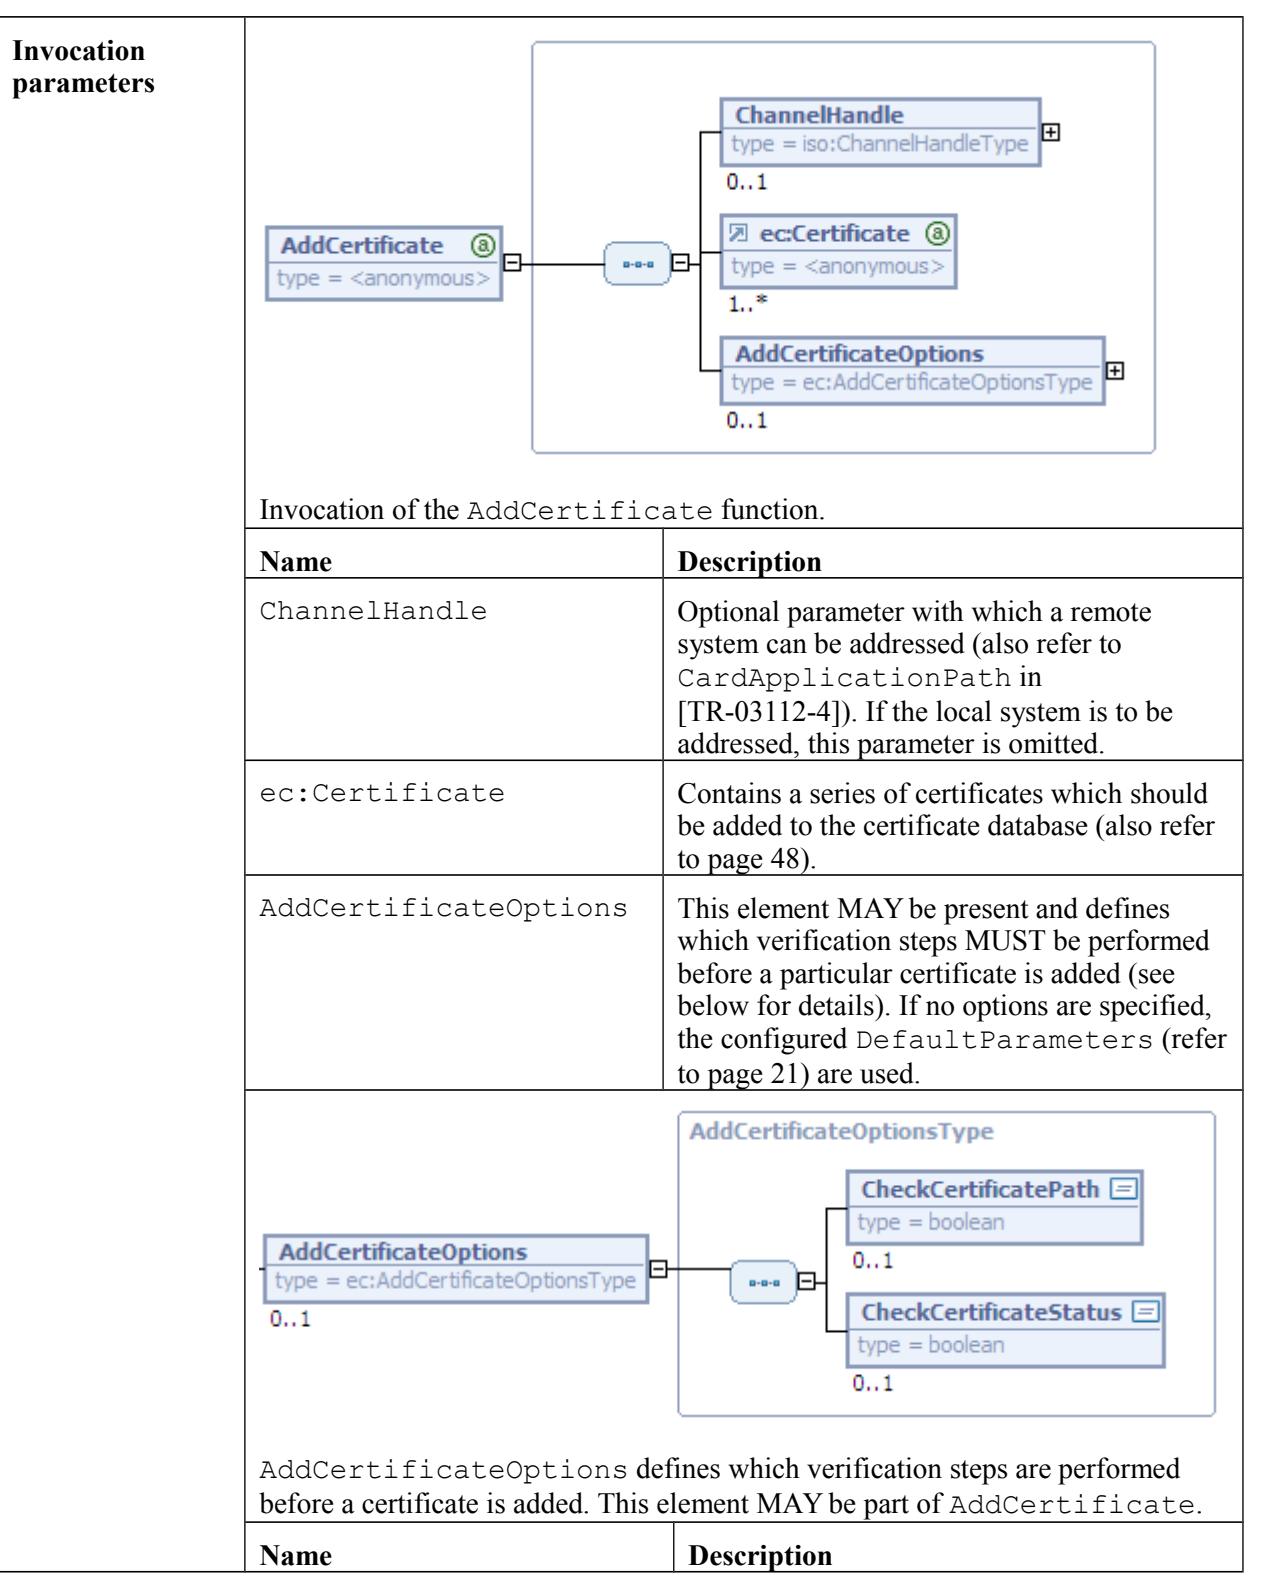 Invocation
parameters
ChannelHandle
type = iso:ChannelHandleType
0..1
AddCertificate
type = <anonymous>
ec:Certificate
type = <anonymous>
1..*
AddCertificateOptions
type = ec:AddCertificateOptionsType
0..1
Invocation of the AddCertificate function.
Name
Description
ChannelHandle
Optional parameter with which a remote
system can be addressed (also refer to
CardApplicationPath in
[TR-03112-4]). If the local system is to be
addressed, this parameter is omitted.
ec:Certificate
Contains a series of certificates which should
be added to the certificate database (also refer
to page 48).
AddCertificateOptions
This element MAY be present and defines
which verification steps MUST be performed
before a particular certificate is added (see
below for details). If no options are specified,
the configured DefaultParameters (refer
to page 21) are used.
AddCertificateOptionsType
CheckCertificatePath
type = boolean
0..1
AddCertificateOptions
type = ec:AddCertificateOptionsType
0..1
CheckCertificateStatus
type = boolean
0..1
AddCertificateOptions defines which verification steps are performed
before a certificate is added. This element MAY be part of AddCertificate.
Name
Description